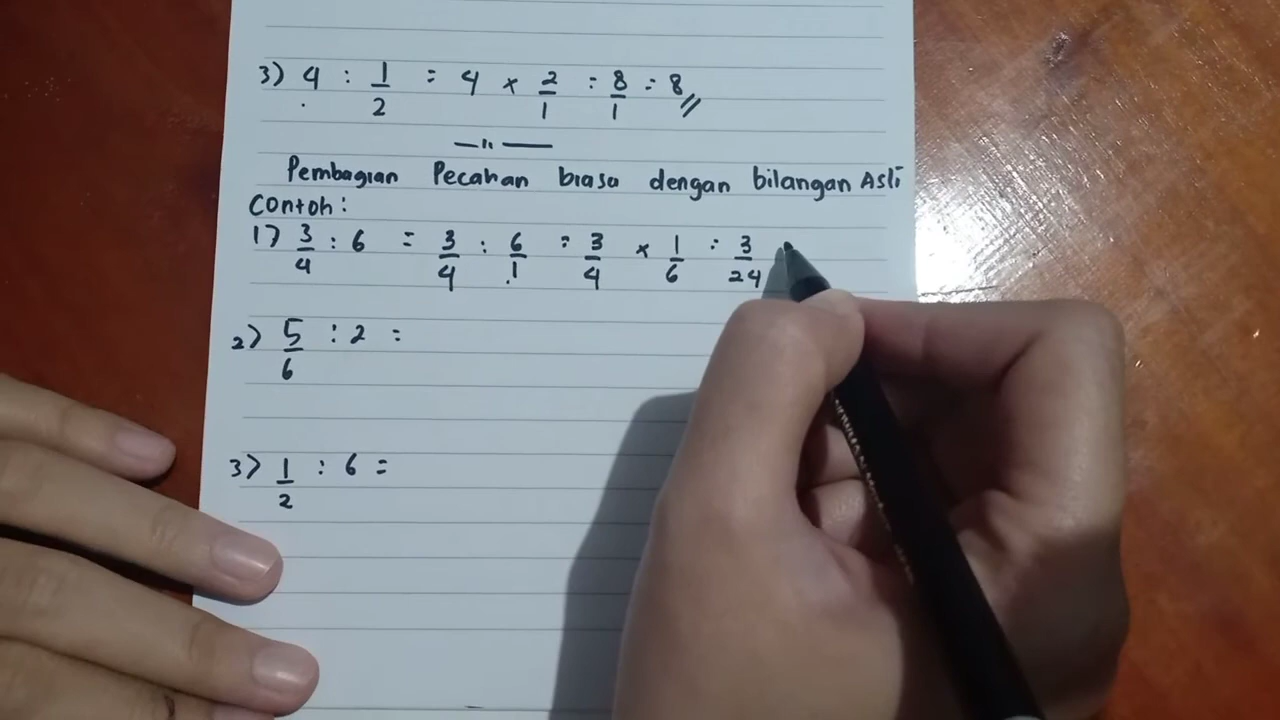 3) 4 : 1/2 = 4 × 2/1 = 8/1 = 8 //
— " —
Pembagian Pecahan biasa dengan bilangan Asli
Contoh :
1) 3/4 : 6 = 3/4 : 6/1 = 3/4 × 1/6 = 3/24
2) 5/6 : 2 =
3) 1/2 : 6 =